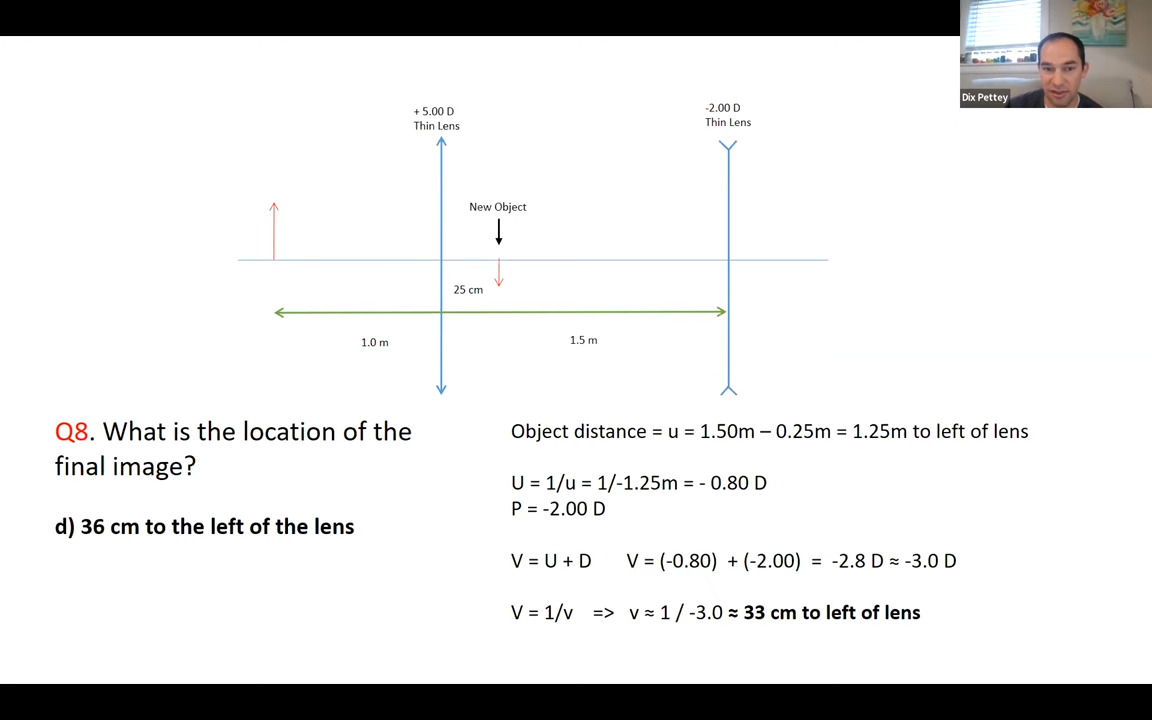 Dix Pettey
+ 5.00 D
Thin Lens
-2.00 D
Thin Lens
New Object
25 cm
1.0 m
1.5 m
Q8. What is the location of the
final image?
d) 36 cm to the left of the lens
Object distance = u = 1.50m – 0.25m = 1.25m to left of lens
U = 1/u = 1/-1.25m = - 0.80 D
P = -2.00 D
V = U + D V = (-0.80) + (-2.00) = -2.8 D ≈ -3.0 D
V = 1/v => v ≈ 1 / -3.0 ≈ 33 cm to left of lens